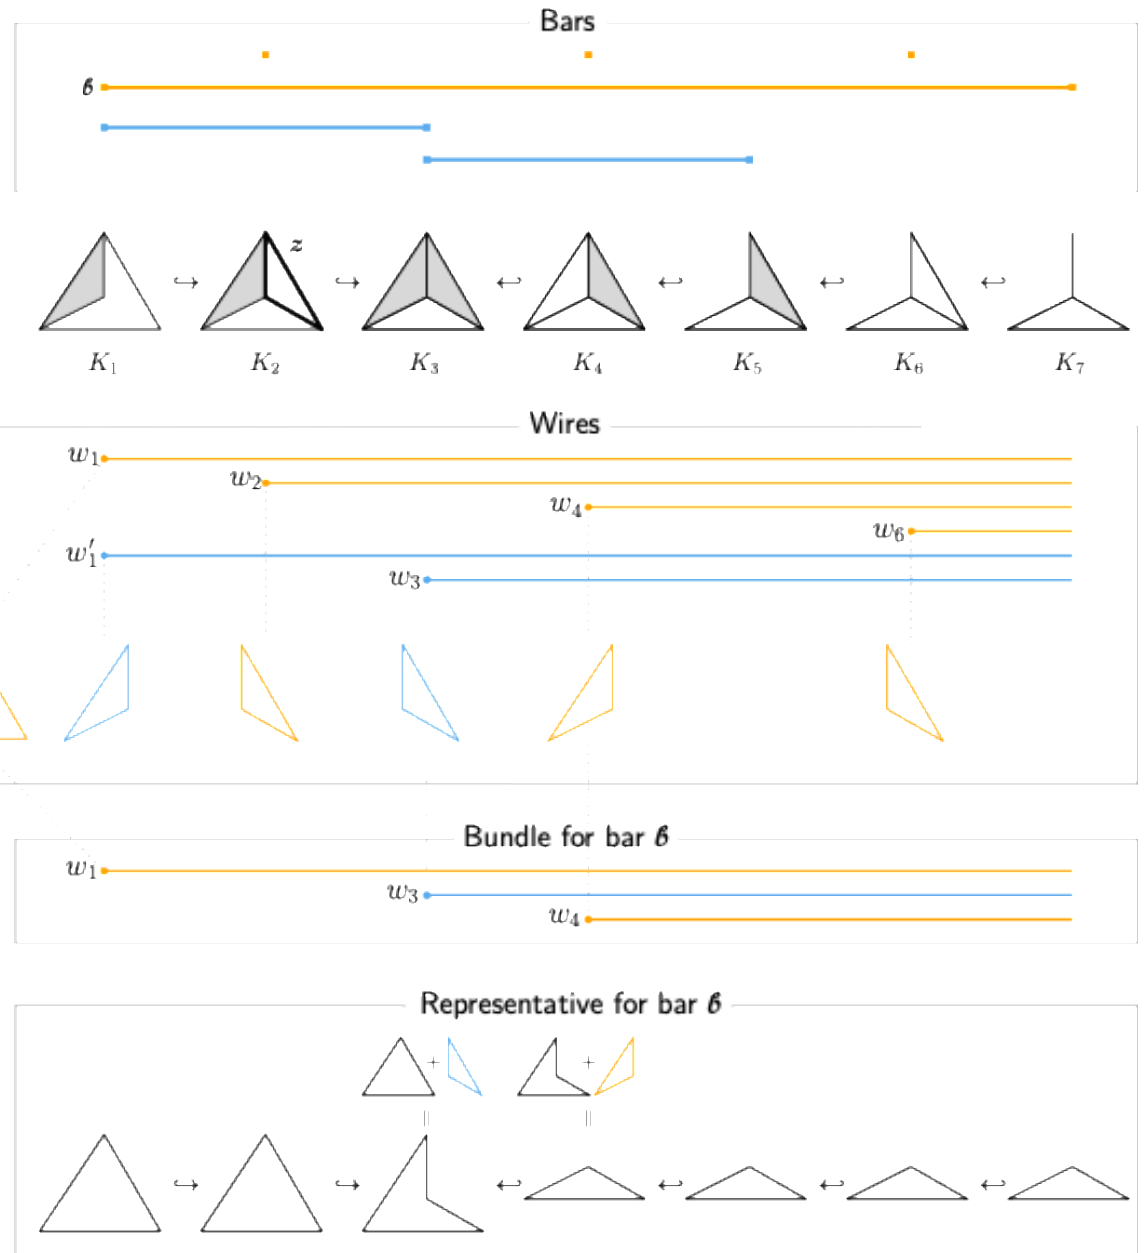 Bars
𝒷
z
↪ ↪ ↩ ↩ ↩ ↩
K₁ K₂ K₃ K₄ K₅ K₆ K₇
Wires
w₁
w₂
w₄
w₆
w′₁
w₃
Bundle for bar 𝒷
w₁
w₃
w₄
Representative for bar 𝒷
+ +
|| ||
↪ ↪ ↩ ↩ ↩ ↩